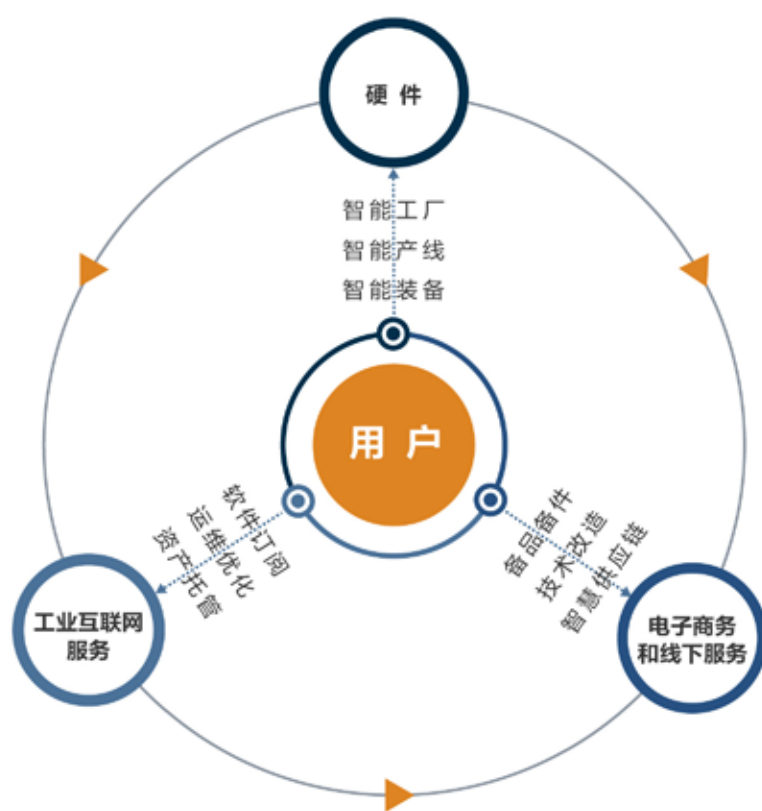 硬件
智能工厂
智能产线
智能装备
用户
软件订阅
运维优化
资产托管
备品备件
技术改造
智慧供应链
工业互联网
服务
电子商务
和线下服务